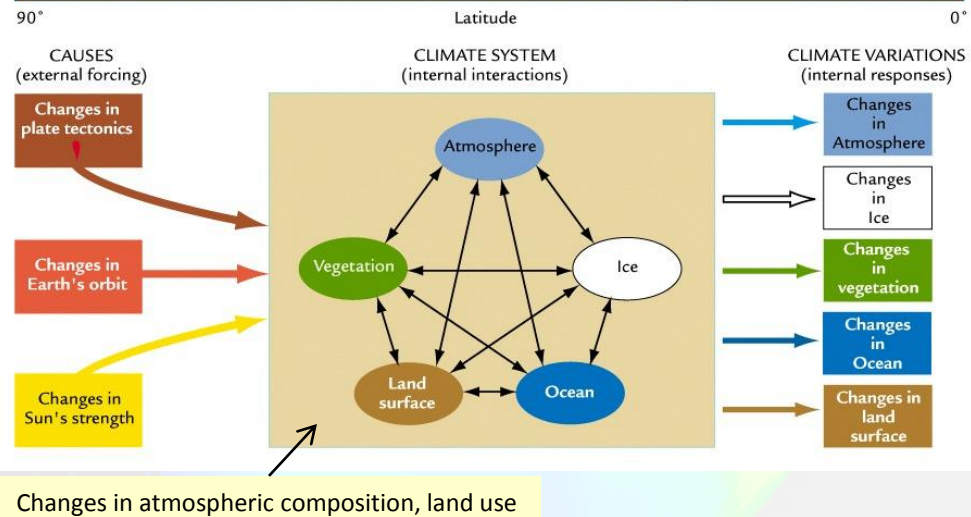 90°
Latitude
0°
CAUSES
(external forcing)
CLIMATE SYSTEM
(internal interactions)
CLIMATE VARIATIONS
(internal responses)
Changes in
plate tectonics
Changes in
Earth's orbit
Changes in
Sun's strength
Atmosphere
Vegetation
Ice
Land
surface
Ocean
Changes
in
Atmosphere
Changes
in
Ice
Changes
in
vegetation
Changes
in
Ocean
Changes in
land
surface
Changes in atmospheric composition, land use